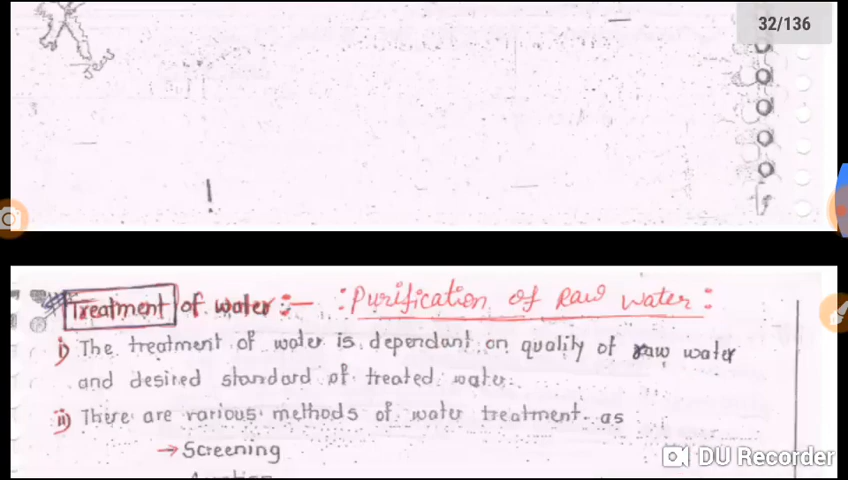 32/136
Treatment of water :— : Purification of Raw water :
i) The treatment of water is dependant on quality of raw water
and desired standard of treated water.
ii) There are various methods of water treatment as
→ Screening
DU Recorder